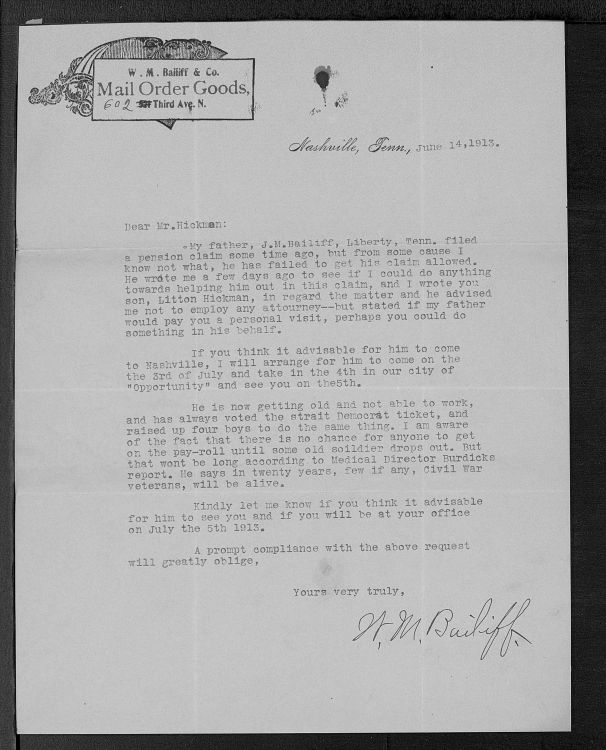 W. M. Bailiff & Co.
Mail Order Goods,
602 Third Ave. N.
Nashville, Tenn., June 14,1913.
Dear Mr.Hickman:
My father, J.M.Bailiff, Liberty, Tenn. filed
a pension claim some time ago, but from some cause I
know not what, he has failed to get his claim allowed.
He wrote me a few days ago to see if I could do anything
towards helping him out in this claim, and I wrote you
son, Litton Hickman, in regard the matter and he advised
me not to employ any attourney--but stated if my father
would pay you a personal visit, perhaps you could do
something in his behalf.
If you think it advisable for him to come
to Nashville, I will arrange for him to come on the
the 3rd of July and take in the 4th in our city of
"Opportunity" and see you on the5th.
He is now getting old and not able to work,
and has always voted the strait Democrat ticket, and
raised up four boys to do the same thing. I am aware
of the fact that there is no chance for anyone to get
on the pay-roll until some old soildier drops out. But
that wont be long according to Medical Director Burdicks
report. He says in twenty years, few if any, Civil War
veterans, will be alive.
Kindly let me know if you think it advisable
for him to see you and if you will be at your office
on July the 5th 1913.
A prompt compliance with the above request
will greatly oblige,
Yours very truly,
W. M. Bailiff.